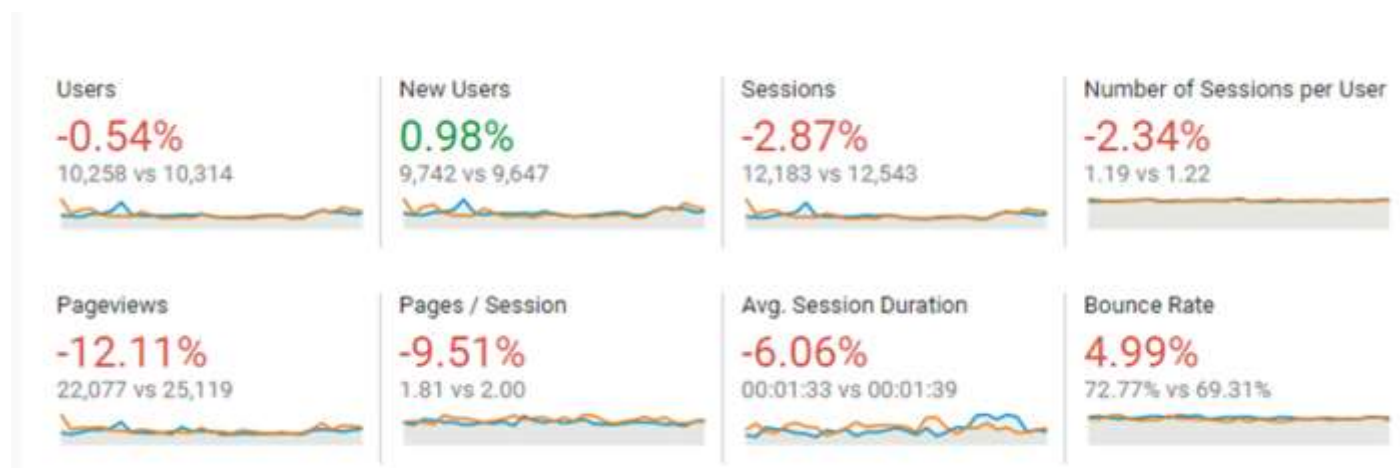 Users
-0.54%
10,258 vs 10,314
New Users
0.98%
9,742 vs 9,647
Sessions
-2.87%
12,183 vs 12,543
Number of Sessions per User
-2.34%
1.19 vs 1.22
Pageviews
-12.11%
22,077 vs 25,119
Pages / Session
-9.51%
1.81 vs 2.00
Avg. Session Duration
-6.06%
00:01:33 vs 00:01:39
Bounce Rate
4.99%
72.77% vs 69.31%